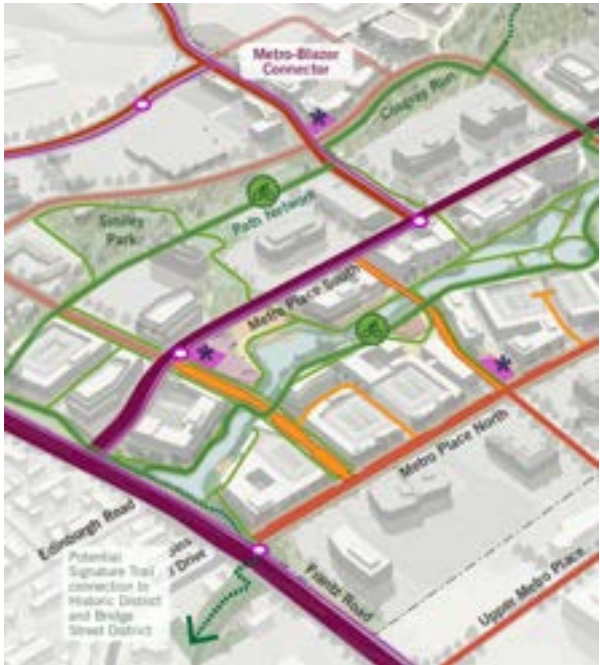 Metro-Blazer
Connector
Cosgray Run
Smiley
Park
Path Network
Metro Place South
Metro Place North
Edinburgh Road
Drive
Frantz Road
Upper Metro Place
Potential
Signature Trail
connection to
Historic District
and Bridge
Street District